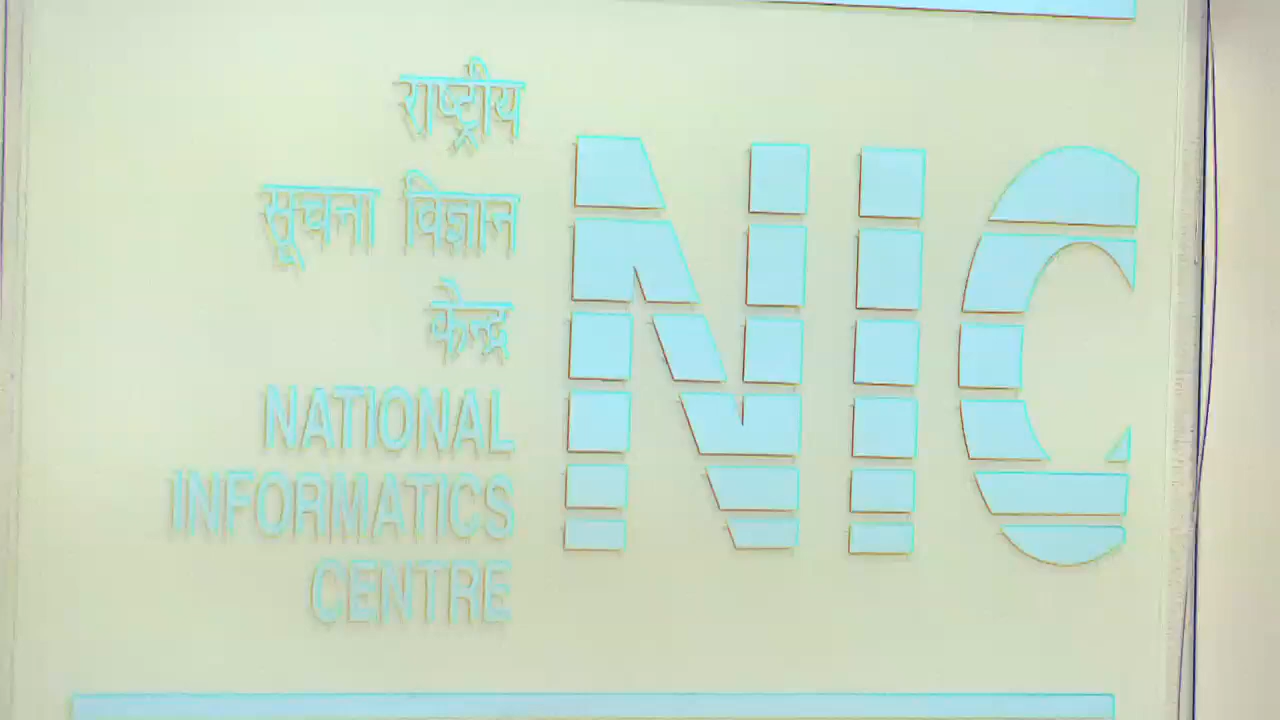 राष्ट्रीय
सूचना विज्ञान
केन्द्र
NATIONAL
INFORMATICS
CENTRE
NIC